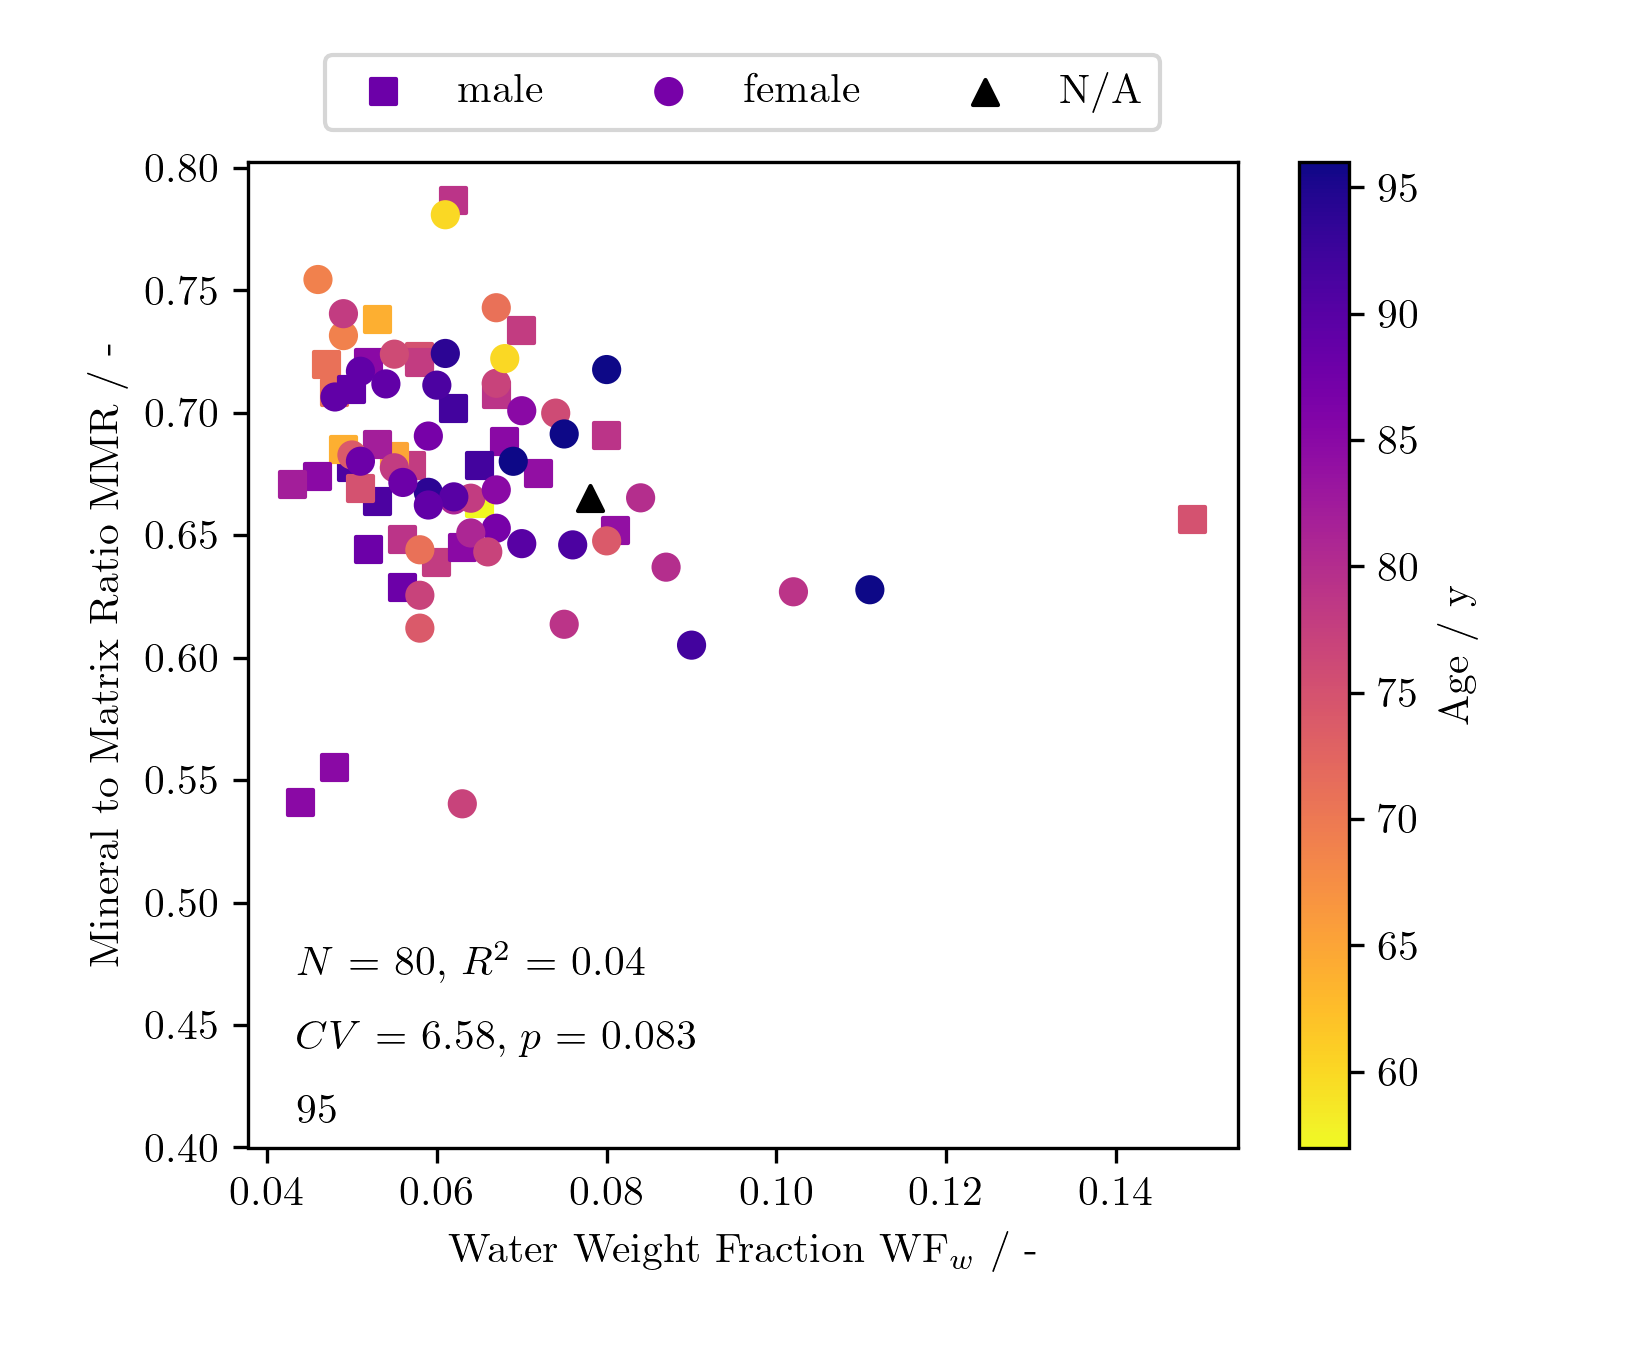 male female N/A
0.80
0.75
0.70
0.65
0.60
0.55
0.50
0.45
0.40
Mineral to Matrix Ratio MMR / -
N = 80, R² = 0.04
CV = 6.58, p = 0.083
95
0.04 0.06 0.08 0.10 0.12 0.14
Water Weight Fraction WF_w / -
95
90
85
80
75
70
65
60
Age / y